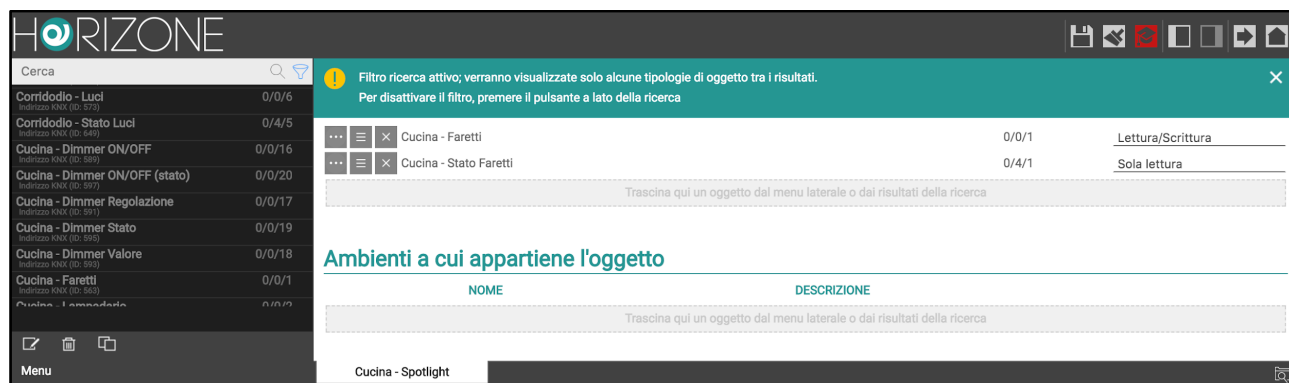 HORIZONE
Cerca
Corridodio - Luci 0/0/6
Indirizzo KNX (ID: 573)
Corridodio - Stato Luci 0/4/5
Indirizzo KNX (ID: 649)
Cucina - Dimmer ON/OFF 0/0/16
Indirizzo KNX (ID: 589)
Cucina - Dimmer ON/OFF (stato) 0/0/20
Indirizzo KNX (ID: 597)
Cucina - Dimmer Regolazione 0/0/17
Indirizzo KNX (ID: 591)
Cucina - Dimmer Stato 0/0/19
Indirizzo KNX (ID: 595)
Cucina - Dimmer Valore 0/0/18
Indirizzo KNX (ID: 593)
Cucina - Faretti 0/0/1
Indirizzo KNX (ID: 563)
Cucina - Lampadario 0/0/2
Menu
Filtro ricerca attivo; verranno visualizzate solo alcune tipologie di oggetto tra i risultati.
Per disattivare il filtro, premere il pulsante a lato della ricerca
Cucina - Faretti 0/0/1 Lettura/Scrittura
Cucina - Stato Faretti 0/4/1 Sola lettura
Trascina qui un oggetto dal menu laterale o dai risultati della ricerca
Ambienti a cui appartiene l'oggetto
NOME DESCRIZIONE
Trascina qui un oggetto dal menu laterale o dai risultati della ricerca
Cucina - Spotlight